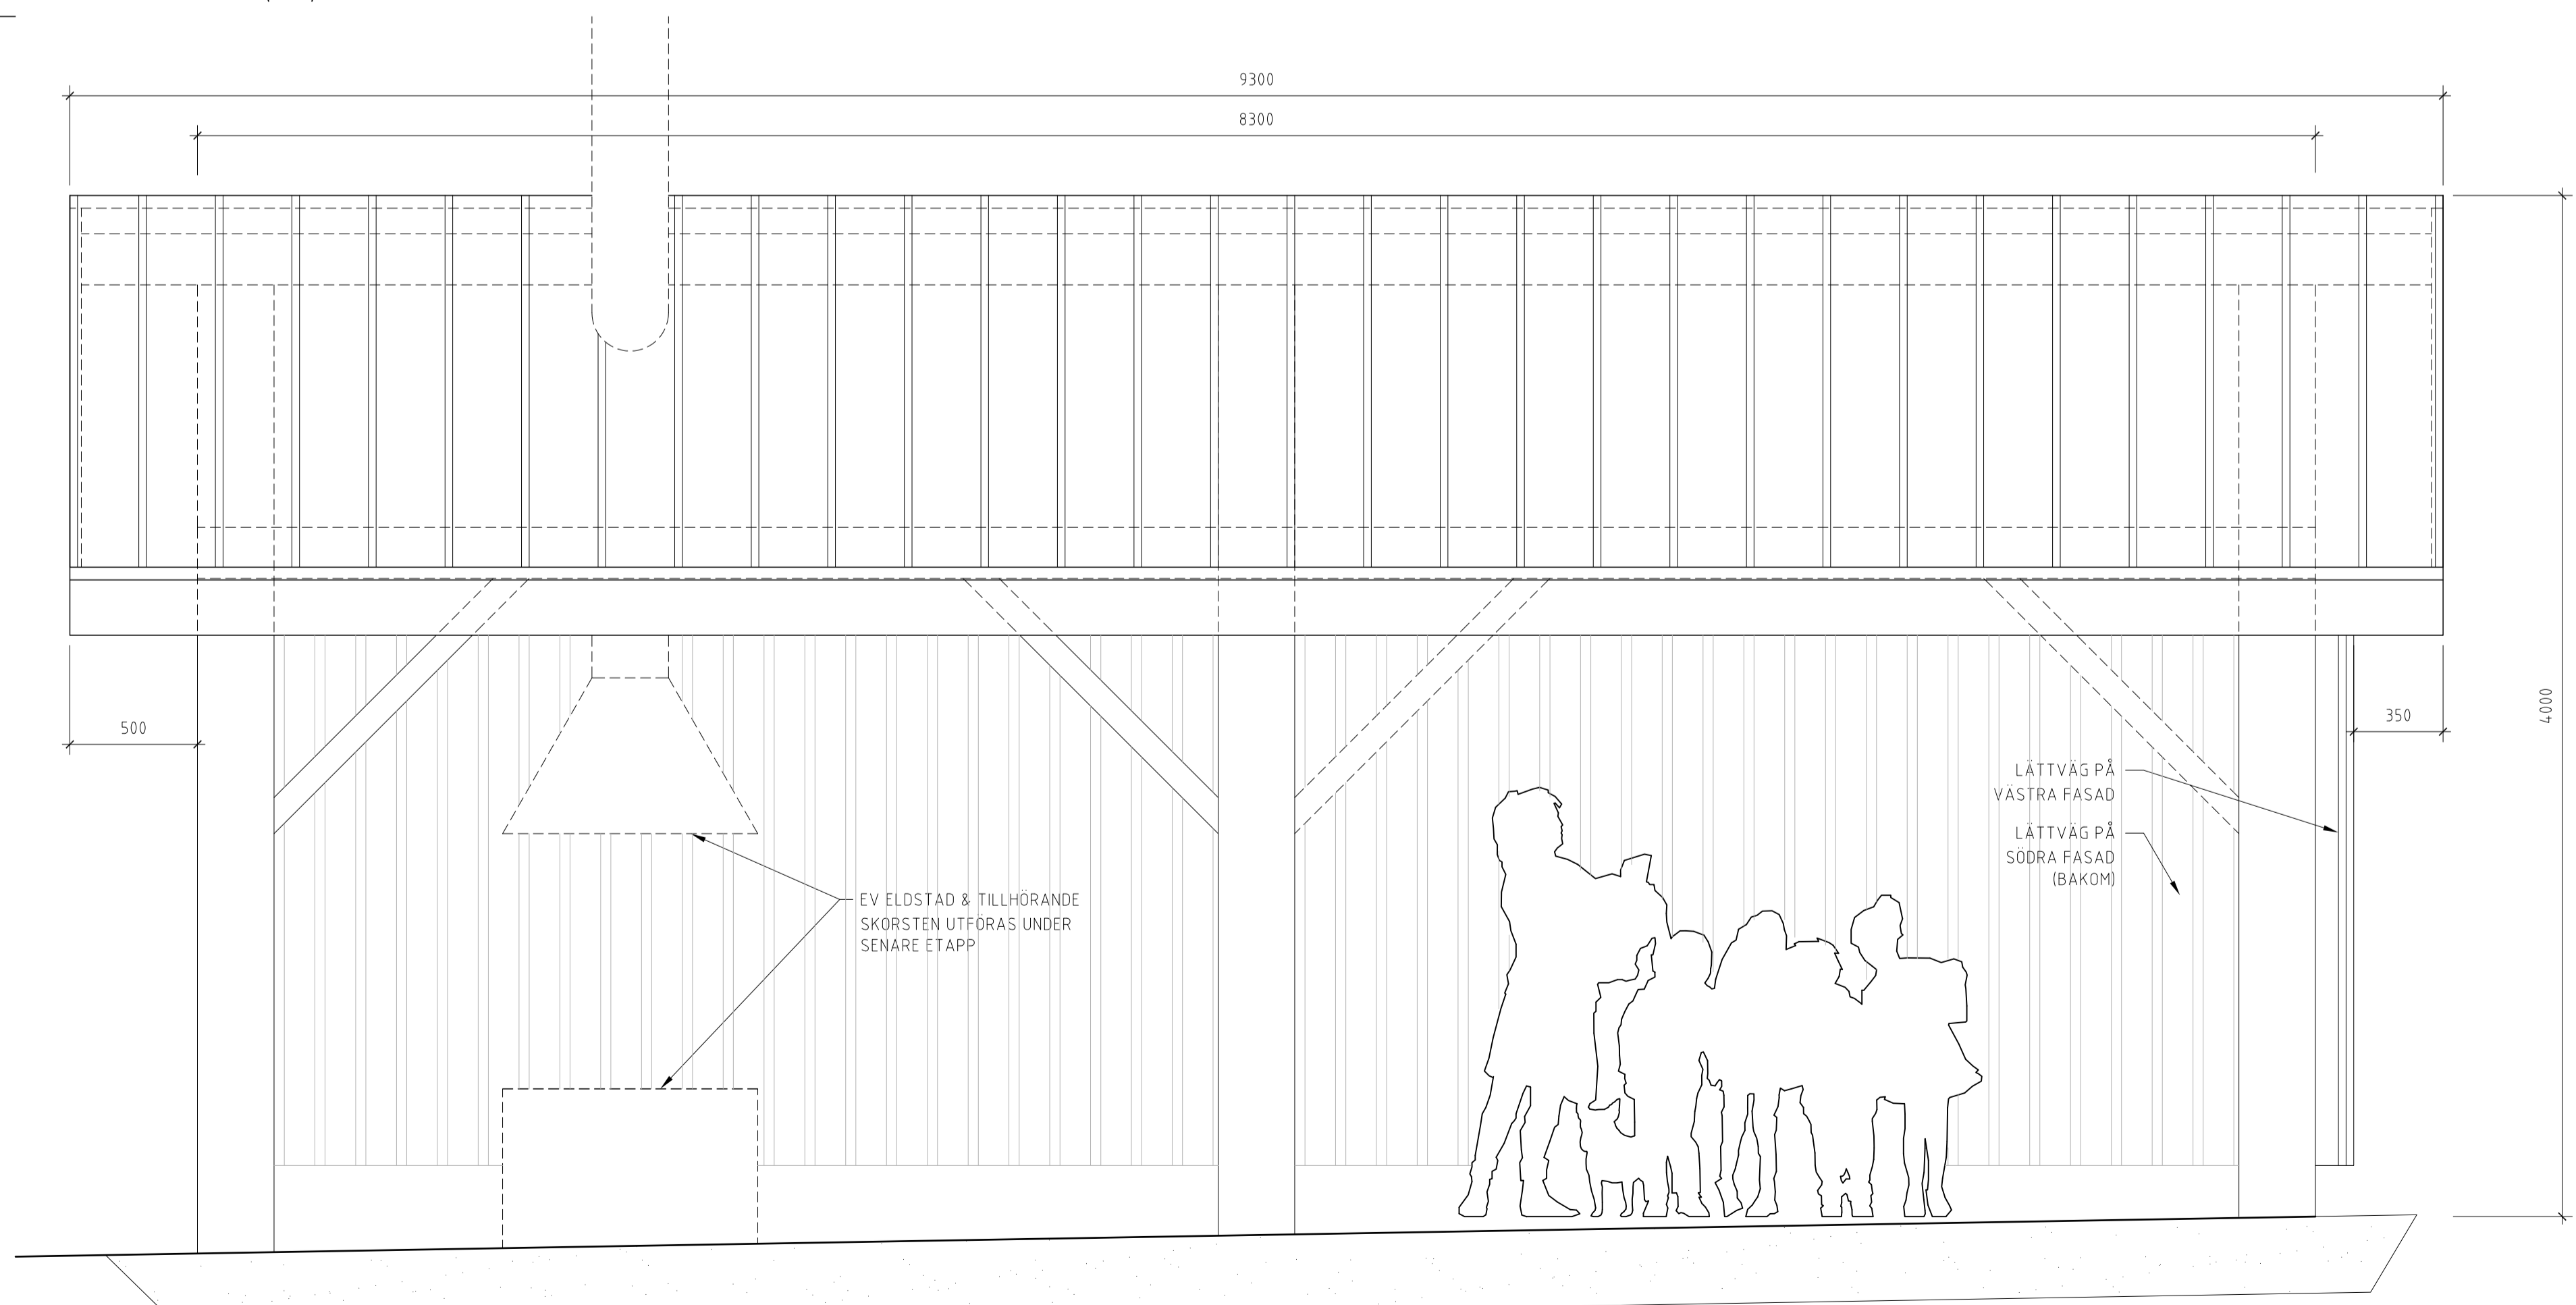 9300
8300
500
350
4000
LÄTTVÄG PÅ
VÄSTRA FASAD
LÄTTVÄG PÅ
SÖDRA FASAD
(BAKOM)
EV ELDSTAD & TILLHÖRANDE
SKORSTEN UTFÖRAS UNDER
SENARE ETAPP